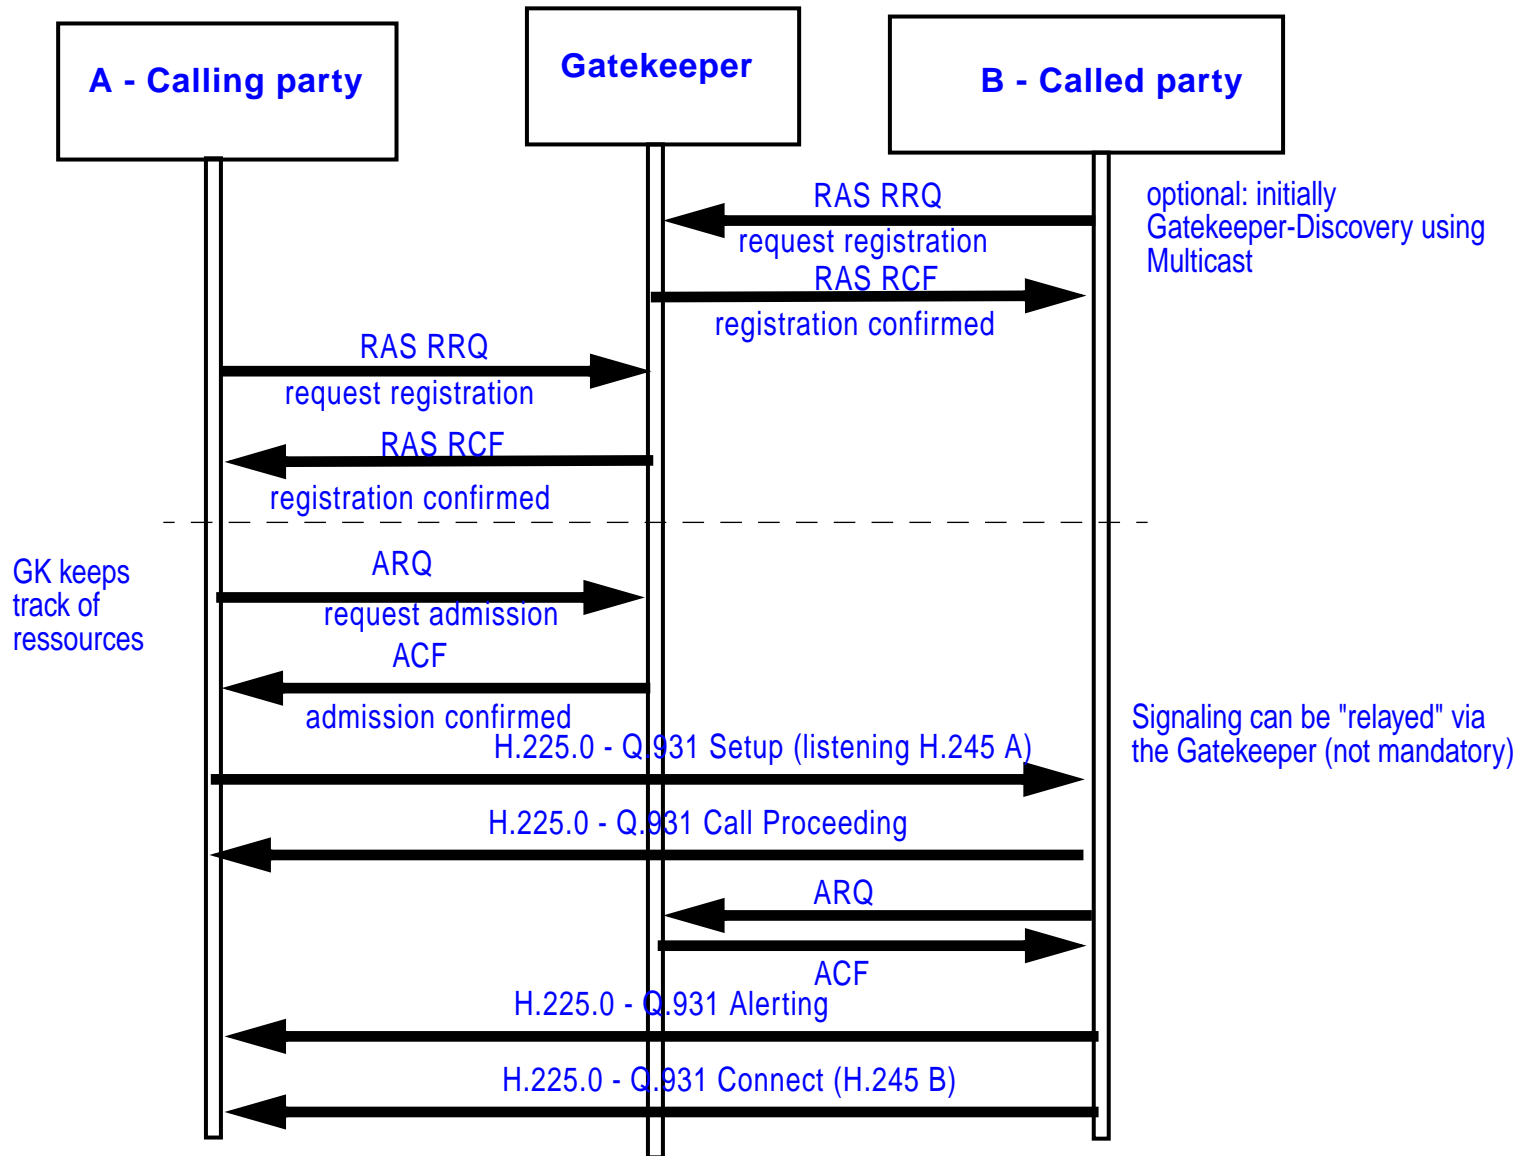 A - Calling party
Gatekeeper
B - Called party
RAS RRQ
request registration
optional: initially
Gatekeeper-Discovery using
Multicast
RAS RCF
registration confirmed
RAS RRQ
request registration
RAS RCF
registration confirmed
GK keeps
track of
ressources
ARQ
request admission
ACF
admission confirmed
Signaling can be "relayed" via
the Gatekeeper (not mandatory)
H.225.0 - Q.931 Setup (listening H.245 A)
H.225.0 - Q.931 Call Proceeding
ARQ
ACF
H.225.0 - Q.931 Alerting
H.225.0 - Q.931 Connect (H.245 B)